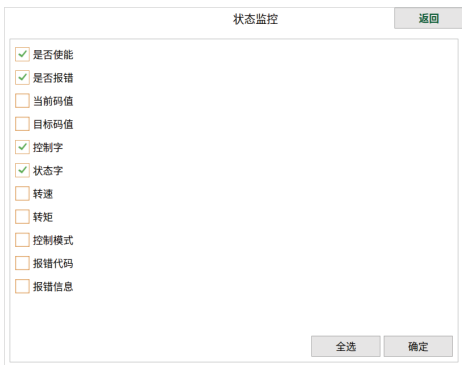 状态监控
返回
是否使能
是否报错
当前码值
目标码值
控制字
状态字
转速
转矩
控制模式
报错代码
报错信息
全选
确定